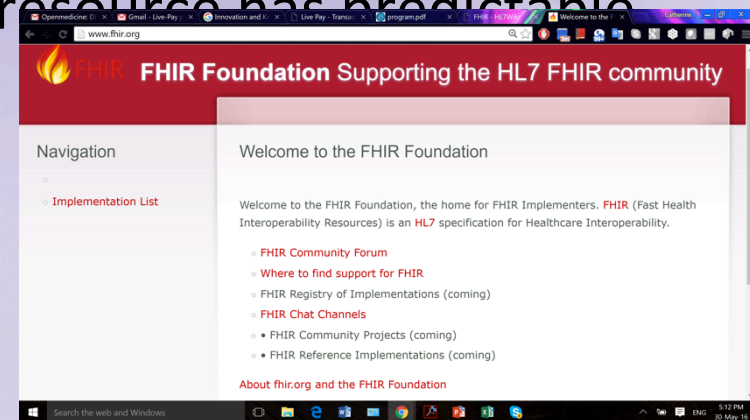 resource has predictable
Openmedicine: D
Gmail - Live-Pay
Innovation and K
Live Pay - Transac
program.pdf
FHIR - HL7Wiki
Welcome to the F
Catherine
www.fhir.org
FHIR
FHIR Foundation Supporting the HL7 FHIR community
Navigation
Implementation List
Welcome to the FHIR Foundation
Welcome to the FHIR Foundation, the home for FHIR Implementers. FHIR (Fast Health
Interoperability Resources) is an HL7 specification for Healthcare Interoperability.
FHIR Community Forum
Where to find support for FHIR
FHIR Registry of Implementations (coming)
FHIR Chat Channels
• FHIR Community Projects (coming)
• FHIR Reference Implementations (coming)
About fhir.org and the FHIR Foundation
Search the web and Windows
ENG
5:12 PM
30-May-16